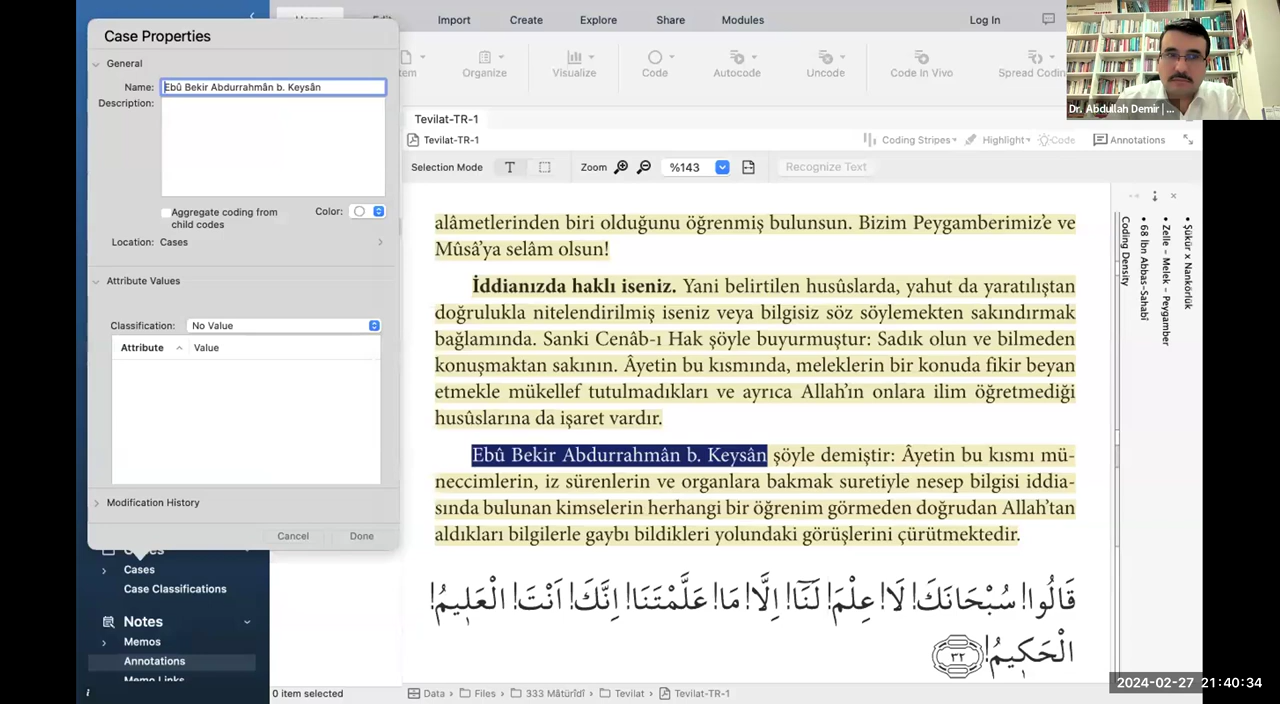 Import Create Explore Share Modules Log In
Case Properties
General
Name: Ebû Bekir Abdurrahmân b. Keysân
Description:
Aggregate coding from
child codes
Color:
Location: Cases
Attribute Values
Classification: No Value
Attribute Value
Modification History
Cancel Done
Cases
Case Classifications
Notes
Memos
Annotations
Memo Links
Organize Visualize Code Autocode Uncode Code In Vivo Spread Coding
Dr. Abdullah Demir | ...
Tevilat-TR-1
Tevilat-TR-1 Coding Stripes Highlight Code Annotations
Selection Mode T Zoom %143 Recognize Text
alâmetlerinden biri olduğunu öğrenmiş bulunsun. Bizim Peygamberimiz'e ve
Mûsâ'ya selâm olsun!
İddianızda haklı iseniz. Yani belirtilen husûslarda, yahut da yaratılıştan
doğrulukla nitelendirilmiş iseniz veya bilgisiz söz söylemekten sakındırmak
bağlamında. Sanki Cenâb-ı Hak şöyle buyurmuştur: Sadık olun ve bilmeden
konuşmaktan sakının. Âyetin bu kısmında, meleklerin bir konuda fikir beyan
etmekle mükellef tutulmadıkları ve ayrıca Allah'ın onlara ilim öğretmediği
husûslarına da işaret vardır.
Ebû Bekir Abdurrahmân b. Keysân şöyle demiştir: Âyetin bu kısmı mü-
neccimlerin, iz sürenlerin ve organlara bakmak suretiyle nesep bilgisi iddia-
sında bulunan kimselerin herhangi bir öğrenim görmeden doğrudan Allah'tan
aldıkları bilgilerle gaybı bildikleri yolundaki görüşlerini çürütmektedir.
قَالُوا سُبْحَانَكَ لَا عِلْمَ لَنَٓا اِلَّا مَا عَلَّمْتَنَا اِنَّكَ اَنْتَ الْعَلٖيمُ
الْحَكٖيمُ ٣٢
Şükür x Nankörlük
Zelle - Melek - Peygamber
68 Ibn Abbas-Sahabî
Coding Density
0 item selected Data Files 333 Mâtürîdî Tevilat Tevilat-TR-1
2024-02-27 21:40:34